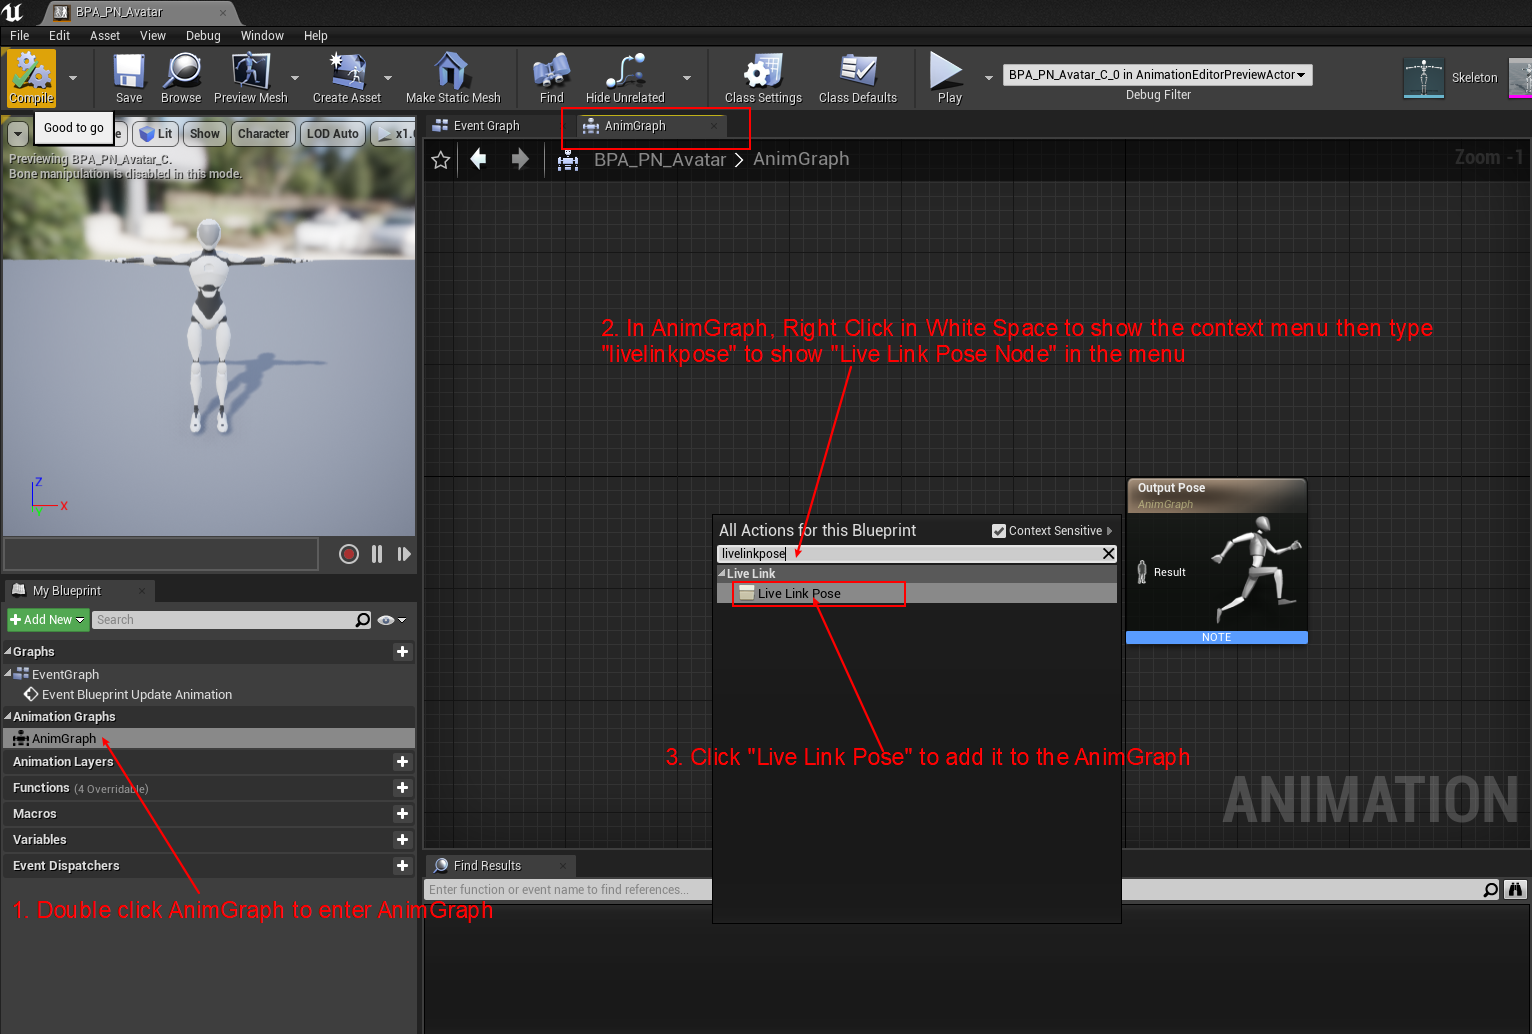 BPA_PN_Avatar
File Edit Asset View Debug Window Help
Compile
Save
Browse
Preview Mesh
Create Asset
Make Static Mesh
Find
Hide Unrelated
Class Settings
Class Defaults
Play
BPA_PN_Avatar_C_0 in AnimationEditorPreviewActor
Debug Filter
Skeleton
Good to go
Lit
Show
Character
LOD Auto
Previewing BPA_PN_Avatar_C.
Bone manipulation is disabled in this mode.
Z
X
Event Graph
AnimGraph
BPA_PN_Avatar > AnimGraph
Zoom -1
2. In AnimGraph, Right Click in White Space to show the context menu then type
"livelinkpose" to show "Live Link Pose Node" in the menu
Output Pose
AnimGraph
Result
NOTE
All Actions for this Blueprint
Context Sensitive
livelinkpose
Live Link
Live Link Pose
3. Click "Live Link Pose" to add it to the AnimGraph
ANIMATION
My Blueprint
Add New
Search
Graphs
EventGraph
Event Blueprint Update Animation
Animation Graphs
AnimGraph
Animation Layers
Functions (4 Overridable)
Macros
Variables
Event Dispatchers
1. Double click AnimGraph to enter AnimGraph
Find Results
Enter function or event name to find references...